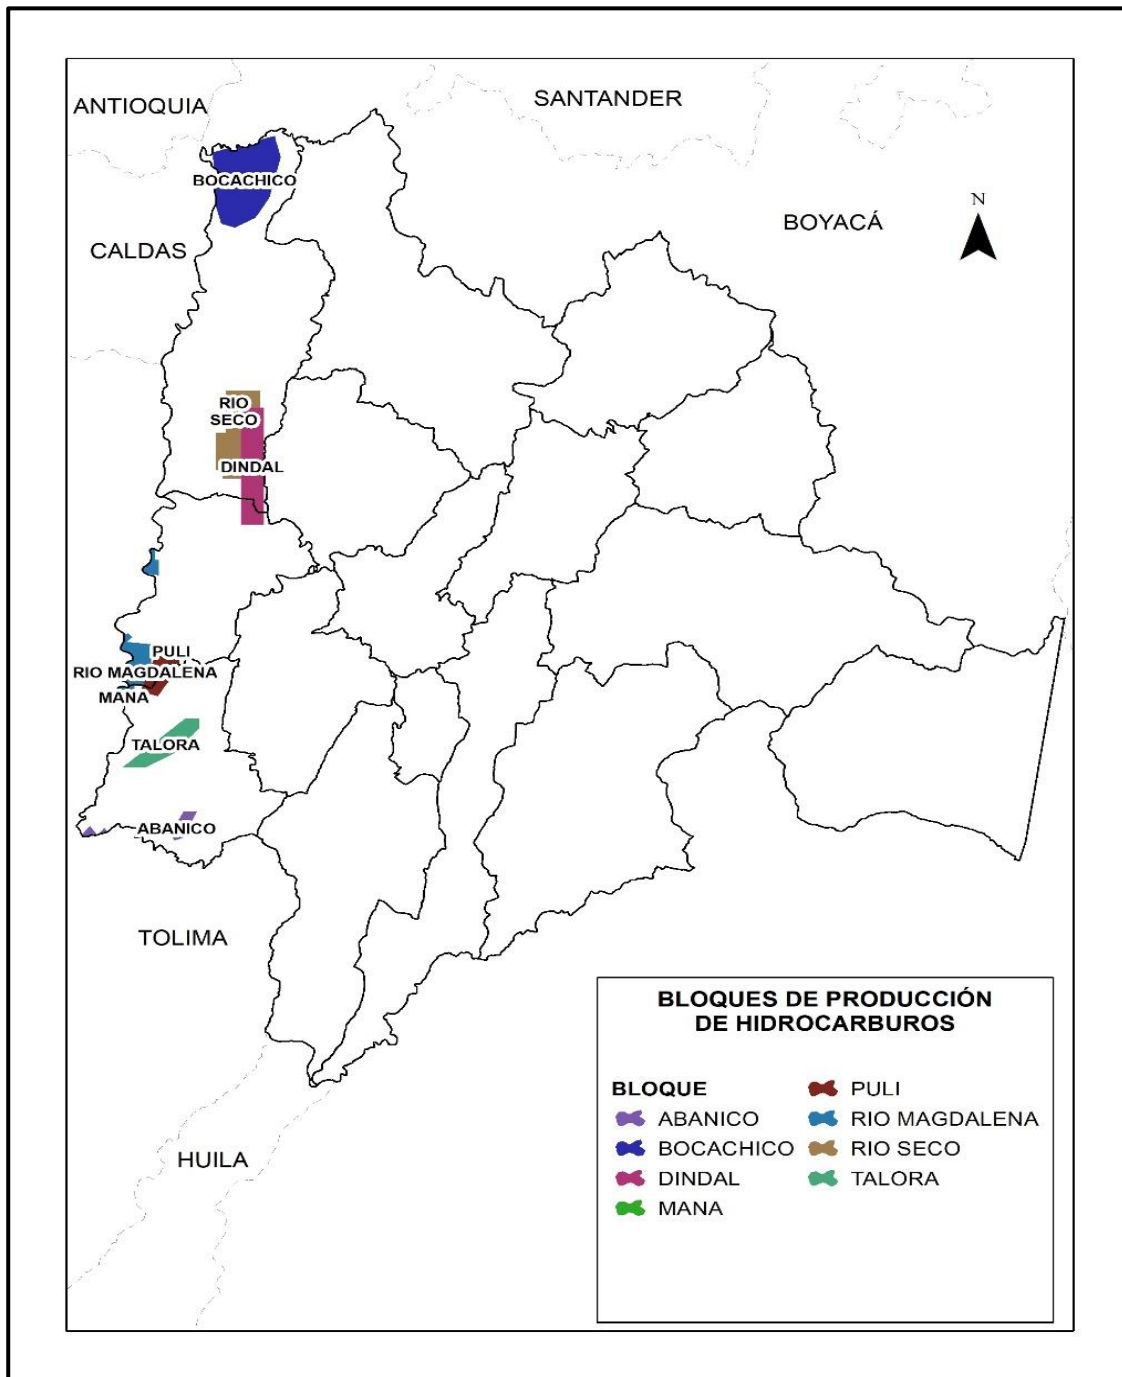 ANTIOQUIA
SANTANDER
BOCACHICO
BOYACÁ
N
CALDAS
RIO
SECO
DINDAL
PULI
RIO MAGDALENA
MANA
TALORA
ABANICO
TOLIMA
HUILA
BLOQUES DE PRODUCCIÓN
DE HIDROCARBUROS
BLOQUE
ABANICO
BOCACHICO
DINDAL
MANA
PULI
RIO MAGDALENA
RIO SECO
TALORA